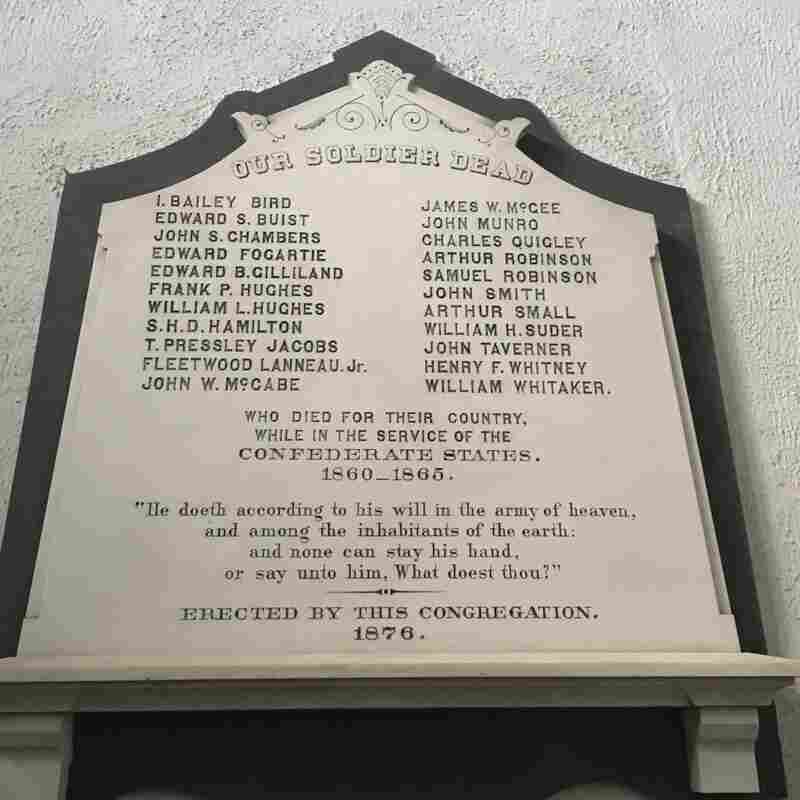 OUR SOLDIER DEAD
I. BAILEY BIRD
EDWARD S. BUIST
JOHN S. CHAMBERS
EDWARD FOGARTIE
EDWARD B. GILLILAND
FRANK P. HUGHES
WILLIAM L. HUGHES
S. H. D. HAMILTON
T. PRESSLEY JACOBS
FLEETWOOD LANNEAU. Jr.
JOHN W. McCABE
JAMES W. McGEE
JOHN MUNRO
CHARLES QUIGLEY
ARTHUR ROBINSON
SAMUEL ROBINSON
JOHN SMITH
ARTHUR SMALL
WILLIAM H. SUDER
JOHN TAVERNER
HENRY F. WHITNEY
WILLIAM WHITAKER.
WHO DIED FOR THEIR COUNTRY,
WHILE IN THE SERVICE OF THE
CONFEDERATE STATES.
1860–1865.
"He doeth according to his will in the army of heaven,
and among the inhabitants of the earth:
and none can stay his hand,
or say unto him, What doest thou?"
ERECTED BY THIS CONGREGATION.
1876.